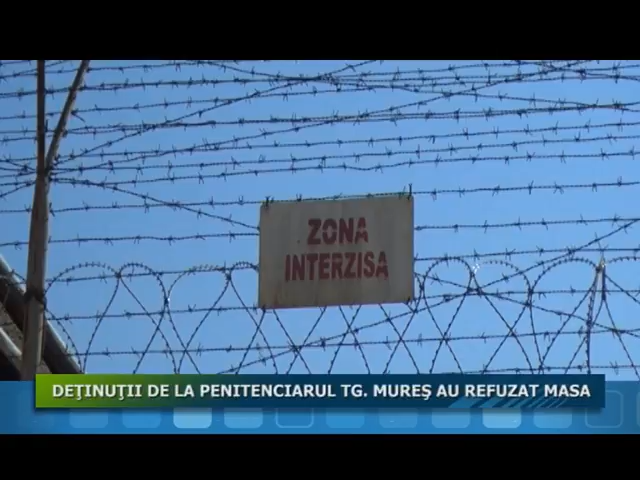 ZONA
INTERZISA
DEŢINUŢII DE LA PENITENCIARUL TG. MUREŞ AU REFUZAT MASA